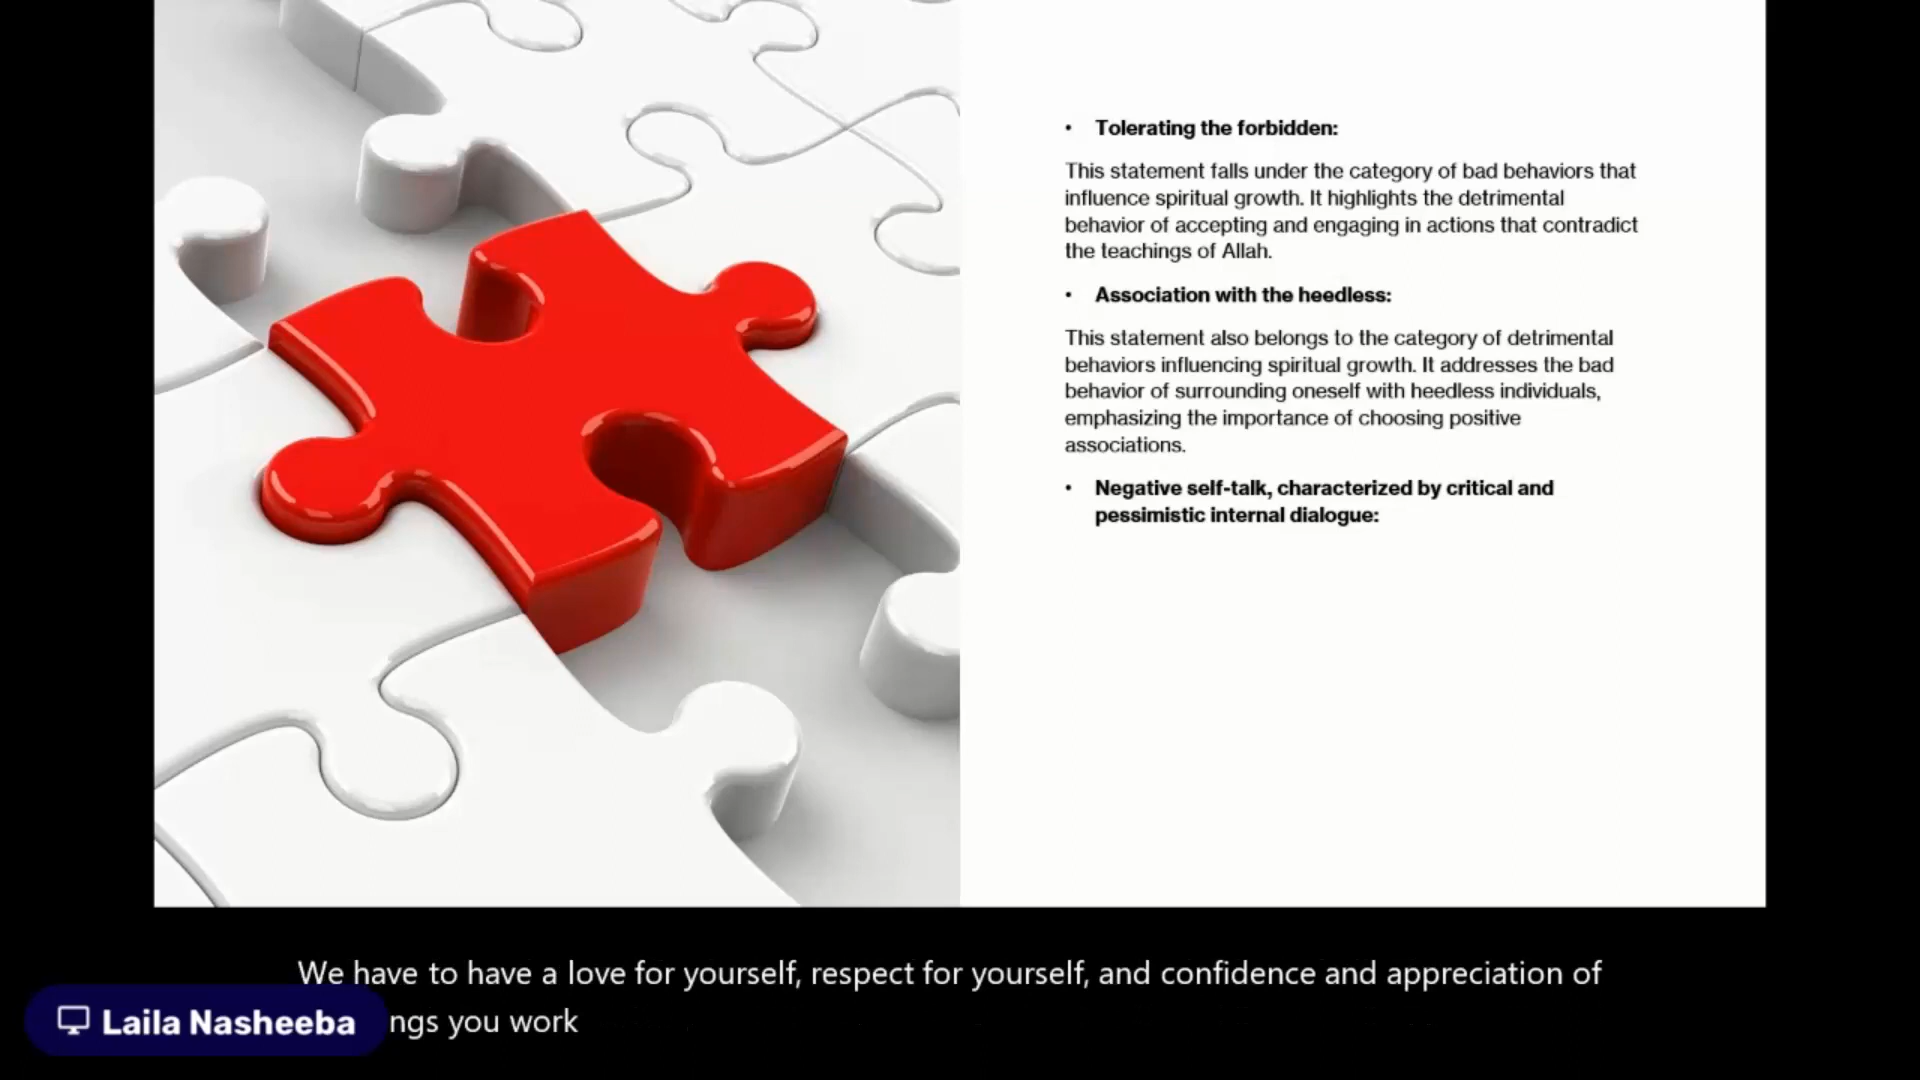 • Tolerating the forbidden:
This statement falls under the category of bad behaviors that
influence spiritual growth. It highlights the detrimental
behavior of accepting and engaging in actions that contradict
the teachings of Allah.
• Association with the heedless:
This statement also belongs to the category of detrimental
behaviors influencing spiritual growth. It addresses the bad
behavior of surrounding oneself with heedless individuals,
emphasizing the importance of choosing positive
associations.
• Negative self-talk, characterized by critical and
pessimistic internal dialogue:
We have to have a love for yourself, respect for yourself, and confidence and appreciation of
ngs you work
Laila Nasheeba